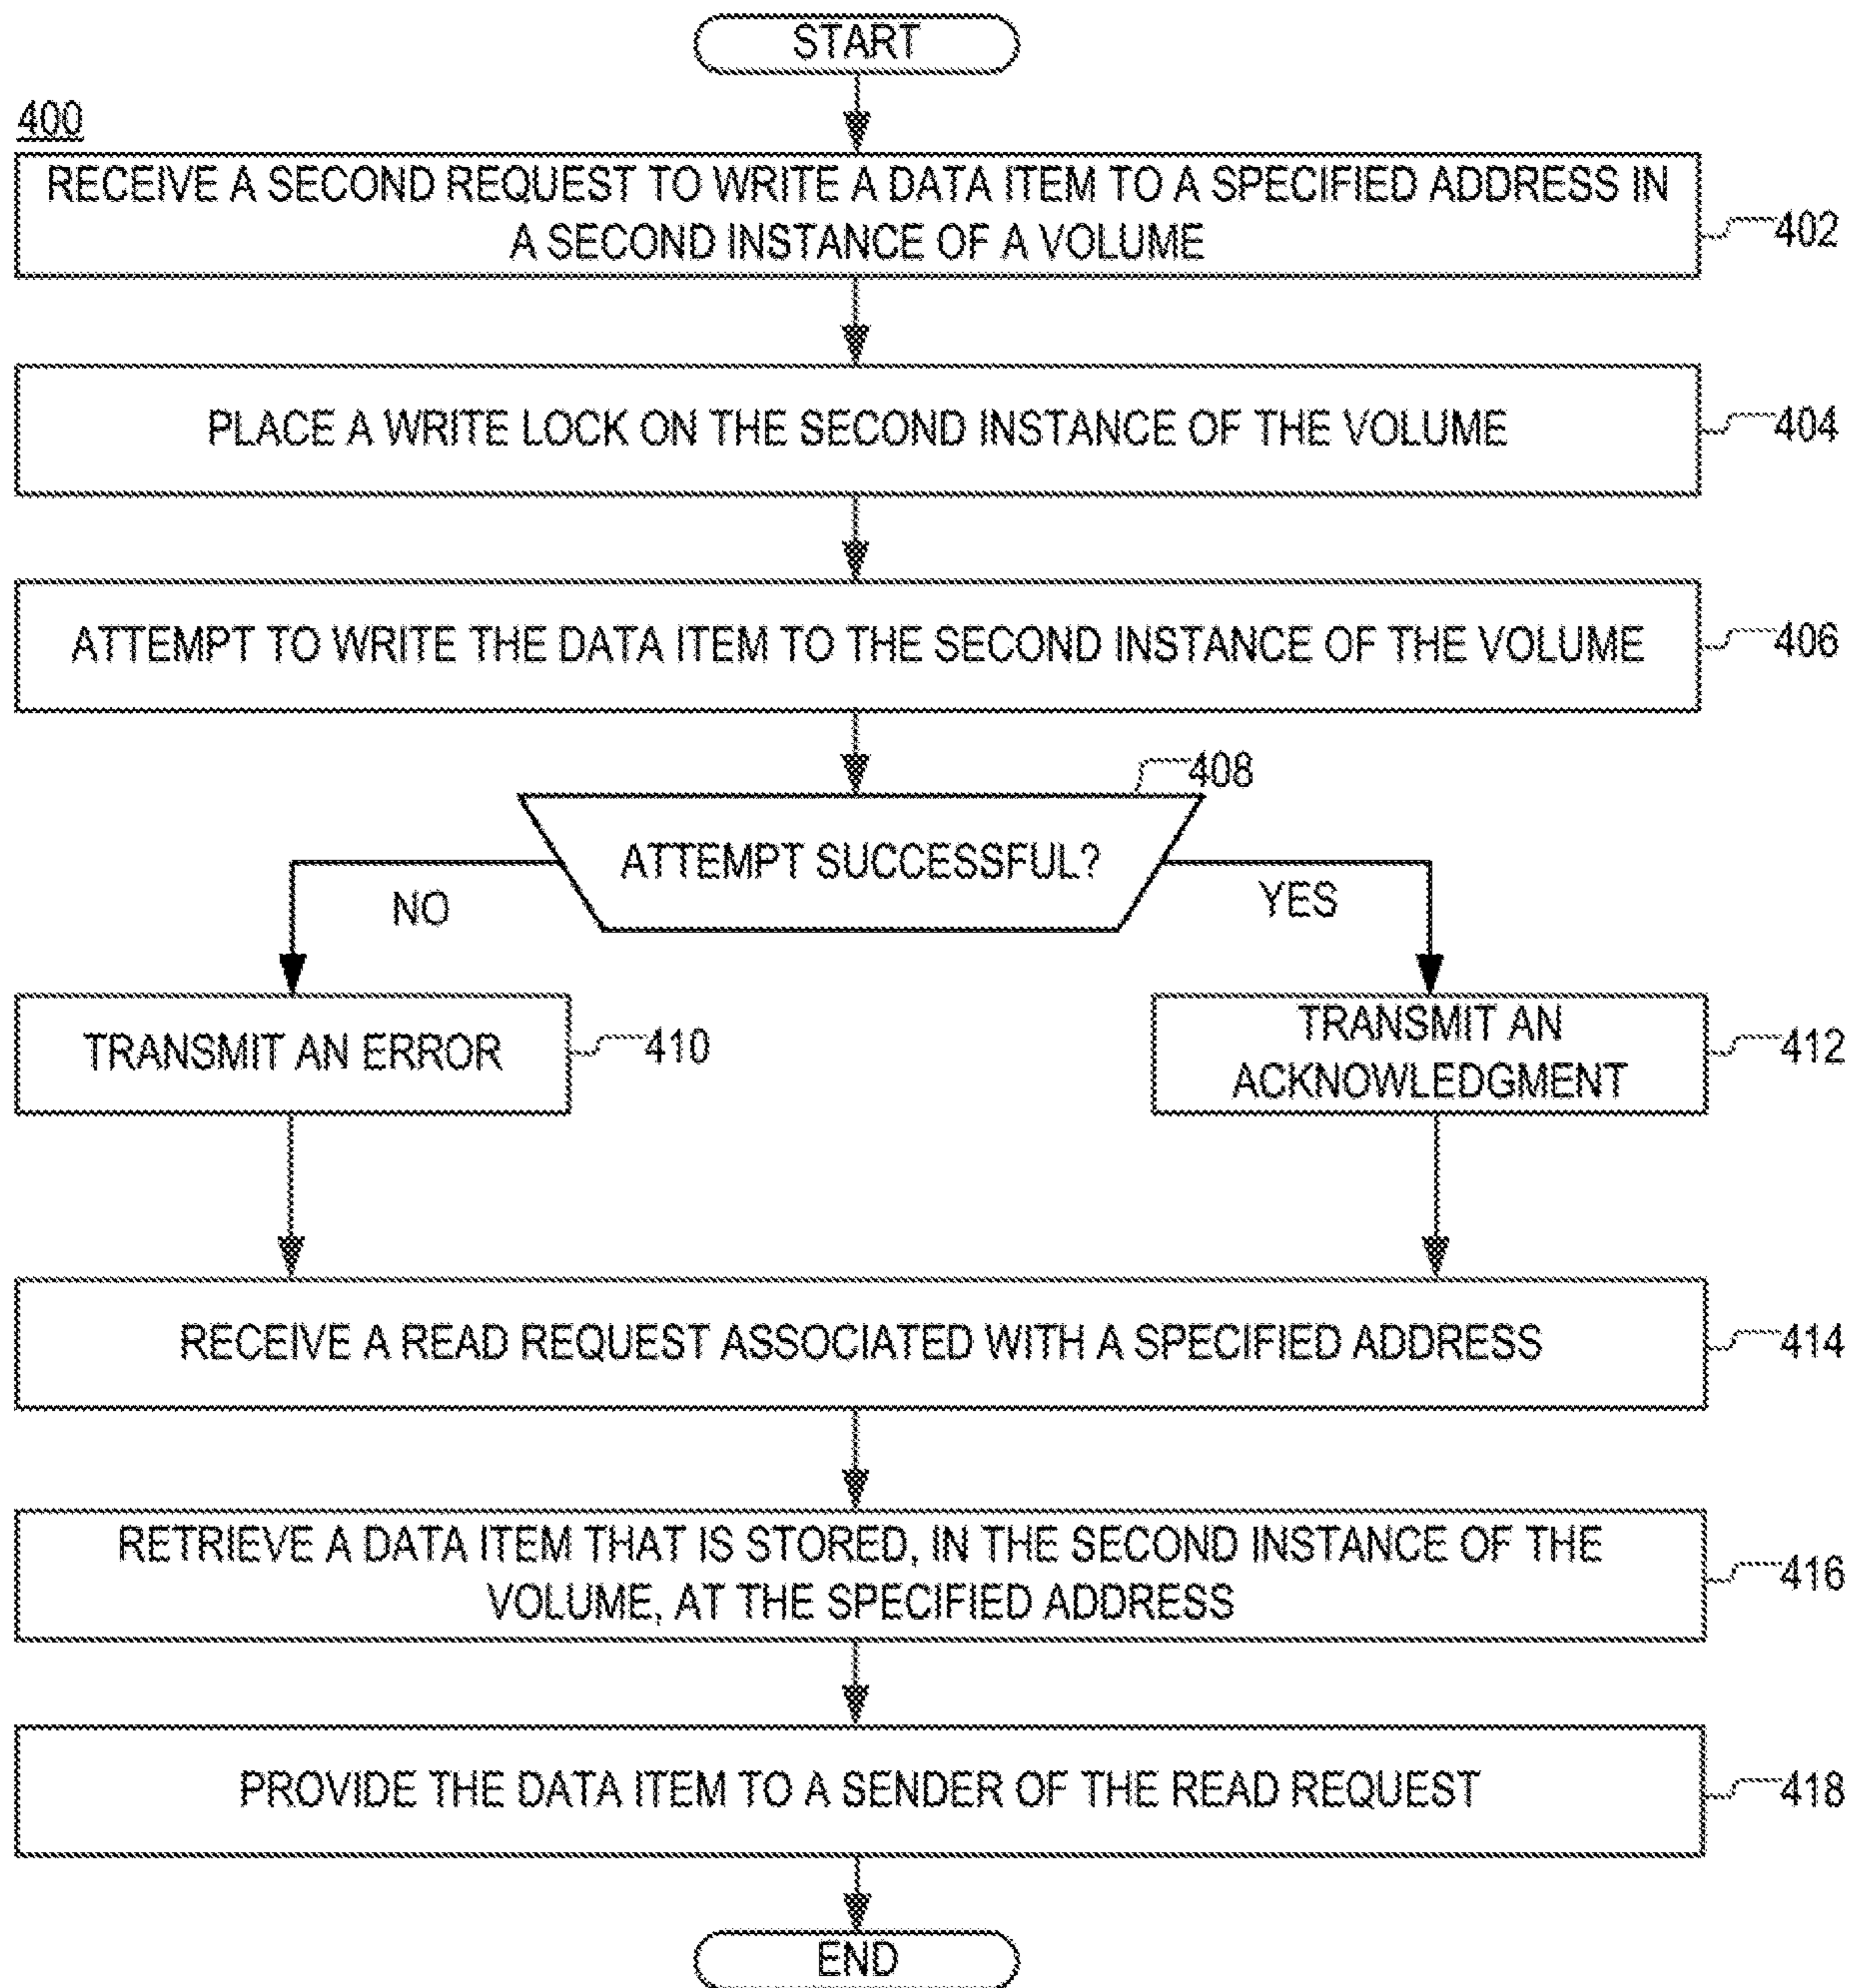 START
400
RECEIVE A SECOND REQUEST TO WRITE A DATA ITEM TO A SPECIFIED ADDRESS IN
A SECOND INSTANCE OF A VOLUME
402
PLACE A WRITE LOCK ON THE SECOND INSTANCE OF THE VOLUME
404
ATTEMPT TO WRITE THE DATA ITEM TO THE SECOND INSTANCE OF THE VOLUME
406
408
ATTEMPT SUCCESSFUL?
NO
YES
TRANSMIT AN ERROR
410
TRANSMIT AN
ACKNOWLEDGMENT
412
RECEIVE A READ REQUEST ASSOCIATED WITH A SPECIFIED ADDRESS
414
RETRIEVE A DATA ITEM THAT IS STORED, IN THE SECOND INSTANCE OF THE
VOLUME, AT THE SPECIFIED ADDRESS
416
PROVIDE THE DATA ITEM TO A SENDER OF THE READ REQUEST
418
END